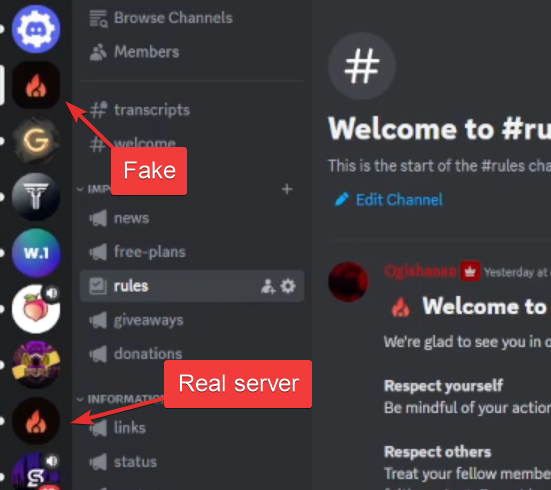 Browse Channels
Members
transcripts
welcome
Fake
IMPO
news
free-plans
rules
giveaways
donations
Real server
INFORMATION
links
status
G
T
W.1
S
#
Welcome to #ru
This is the start of the #rules cha
Edit Channel
Ogishanan Yesterday at
Welcome to
We're glad to see you in d
Respect yourself
Be mindful of your action
Respect others
Treat your fellow membe